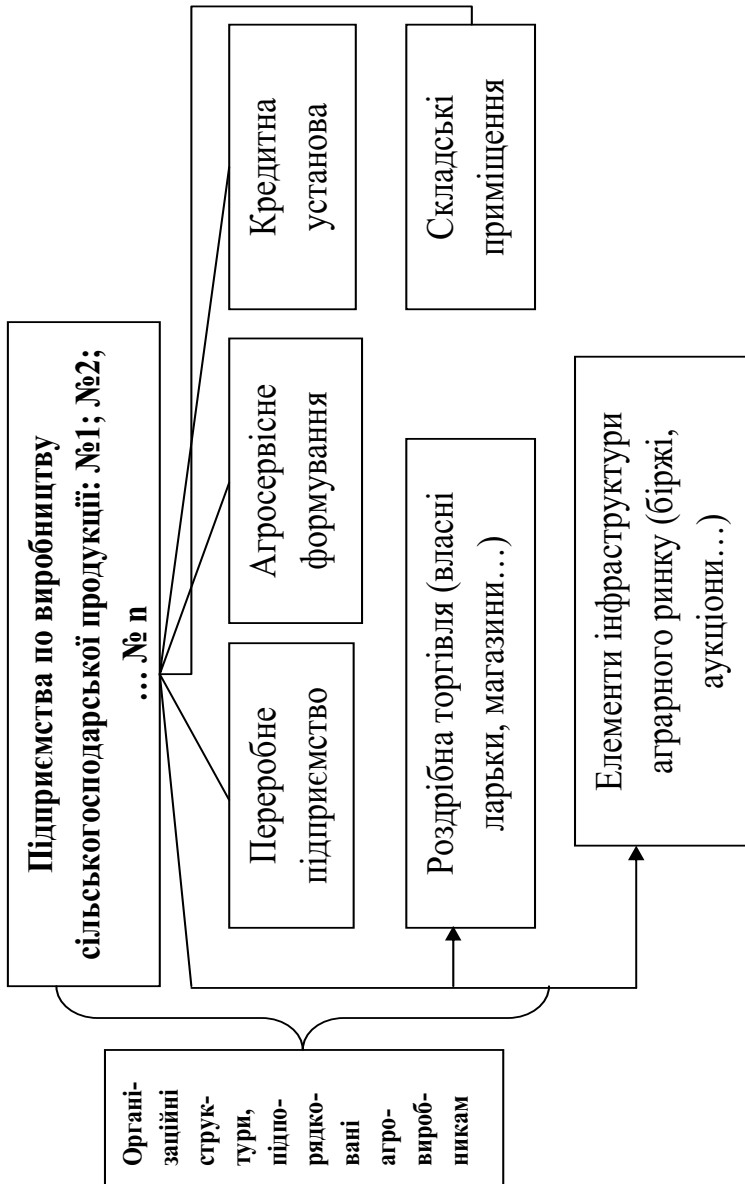 Підприємства по виробництву
сільськогосподарської продукції: №1; №2;
… № n
Переробне
підприємство
Агросервісне
формування
Кредитна
установа
Роздрібна торгівля (власні
ларьки, магазини…)
Складські
приміщення
Елементи інфраструктури
аграрного ринку (біржі,
аукціони…)
Органі-
заційні
струк-
тури,
підпо-
рядко-
вані
агро-
вироб-
никам